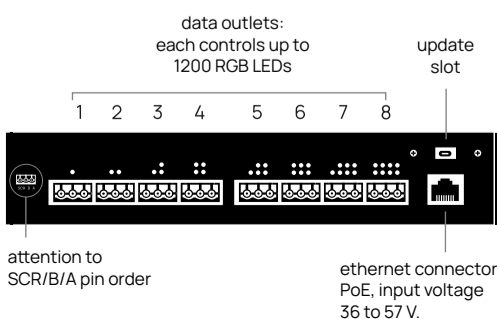 data outlets:
each controls up to
1200 RGB LEDs
update
slot
1 2 3 4 5 6 7 8
SCR B A
attention to
SCR/B/A pin order
ethernet connector
PoE, input voltage
36 to 57 V.